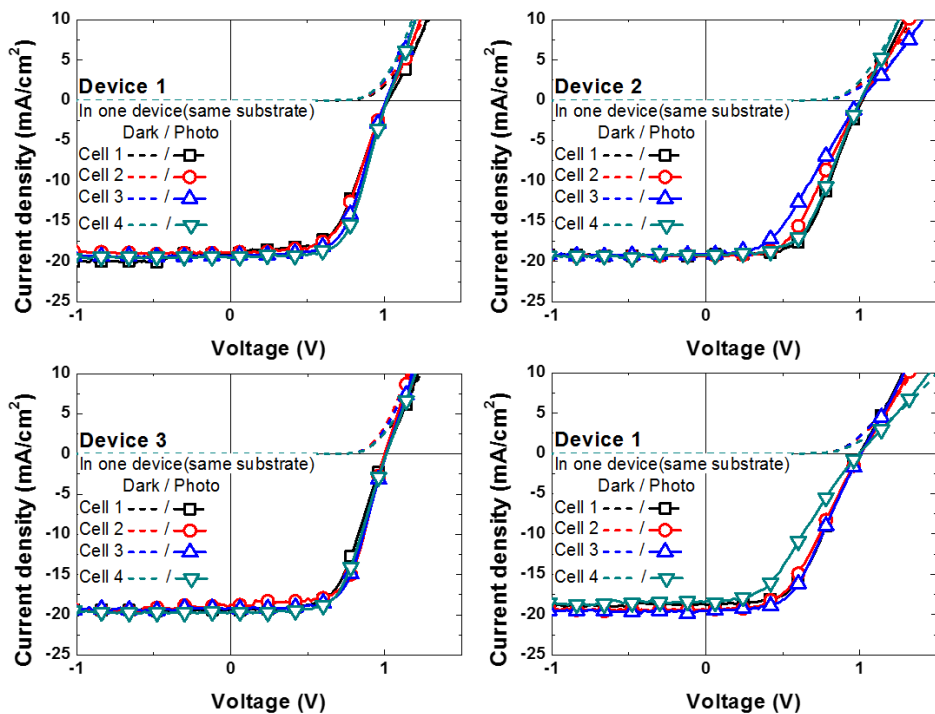 10
5
0
-5
-10
-15
-20
-25
Current density (mA/cm²)
Device 1
In one device(same substrate)
Dark / Photo
Cell 1 /
Cell 2 /
Cell 3 /
Cell 4 /
-1 0 1
Voltage (V)
10
5
0
-5
-10
-15
-20
-25
Current density (mA/cm²)
Device 2
In one device(same substrate)
Dark / Photo
Cell 1 /
Cell 2 /
Cell 3 /
Cell 4 /
-1 0 1
Voltage (V)
10
5
0
-5
-10
-15
-20
-25
Current density (mA/cm²)
Device 3
In one device(same substrate)
Dark / Photo
Cell 1 /
Cell 2 /
Cell 3 /
Cell 4 /
-1 0 1
Voltage (V)
10
5
0
-5
-10
-15
-20
-25
Current density (mA/cm²)
Device 1
In one device(same substrate)
Dark / Photo
Cell 1 /
Cell 2 /
Cell 3 /
Cell 4 /
-1 0 1
Voltage (V)